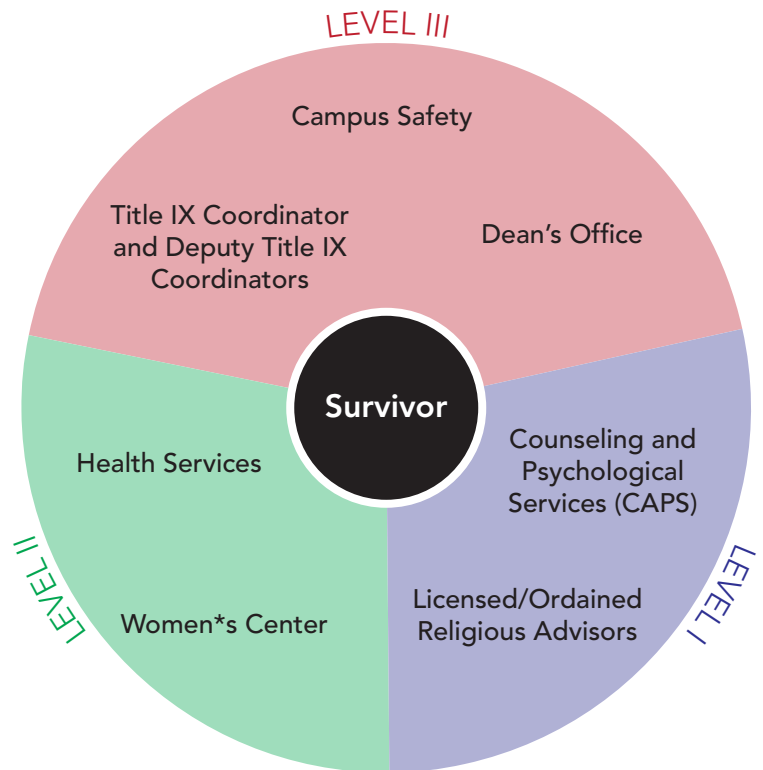 LEVEL III
Campus Safety
Title IX Coordinator
and Deputy Title IX
Coordinators
Dean’s Office
Survivor
Health Services
Women*s Center
LEVEL II
Counseling and
Psychological
Services (CAPS)
Licensed/Ordained
Religious Advisors
LEVEL I